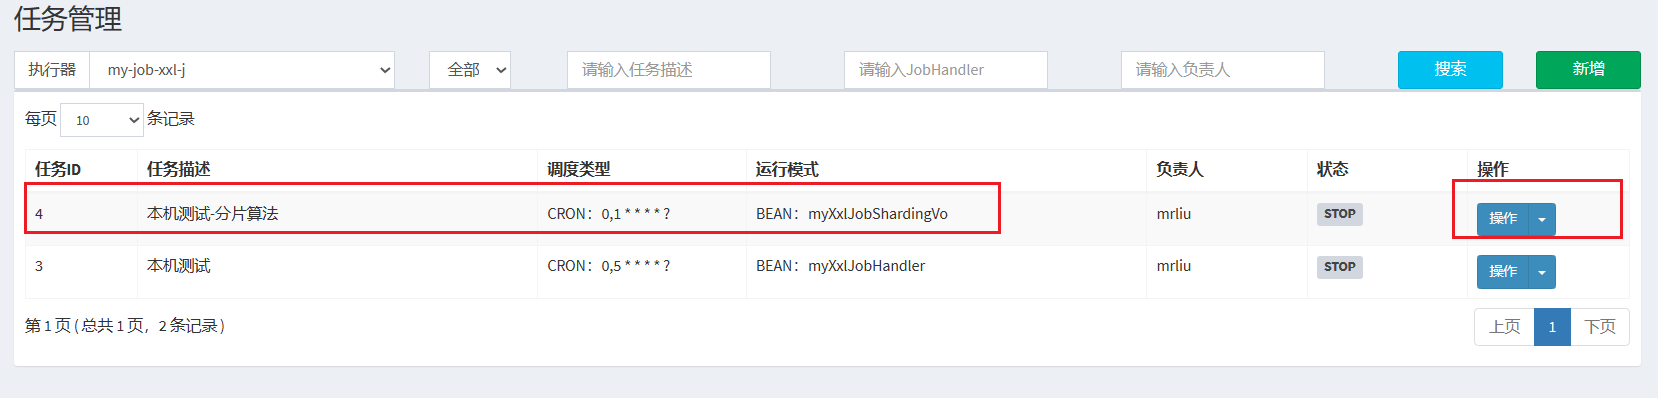 任务管理
执行器 my-job-xxl-j 全部 请输入任务描述 请输入JobHandler 请输入负责人 搜索 新增
每页 10 条记录
任务ID 任务描述 调度类型 运行模式 负责人 状态 操作
4 本机测试-分片算法 CRON：0,1 * * * * ? BEAN：myXxlJobShardingVo mrliu STOP 操作
3 本机测试 CRON：0,5 * * * * ? BEAN：myXxlJobHandler mrliu STOP 操作
第 1 页 ( 总共 1 页，2 条记录 ) 上页 1 下页